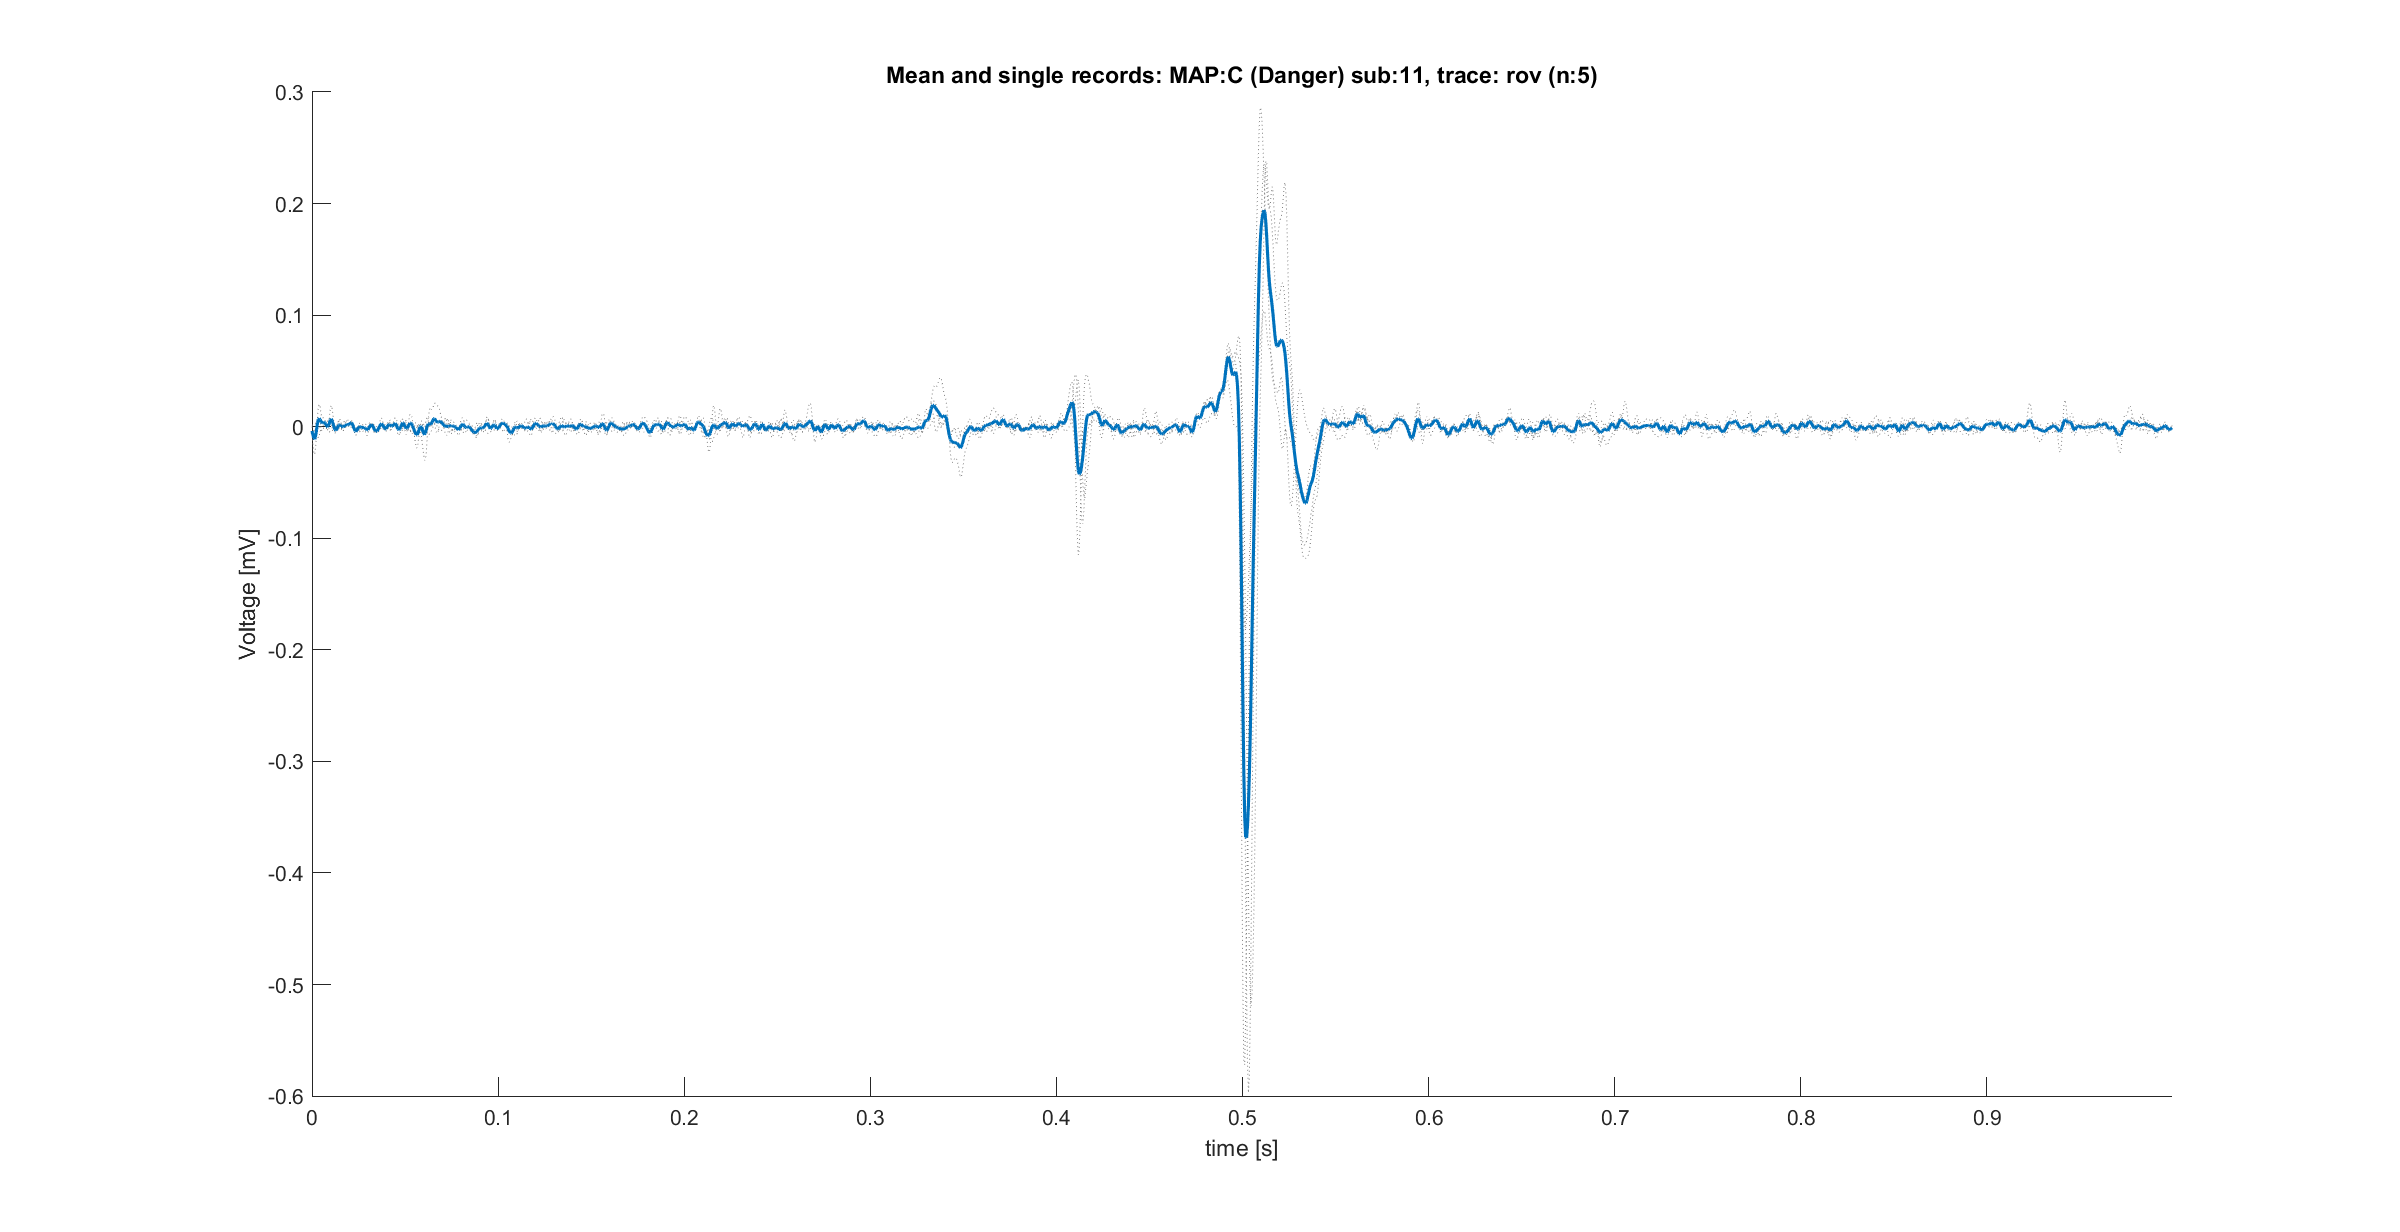 Mean and single records: MAP:C (Danger) sub:11, trace: rov (n:5)
0.3
0.2
0.1
0
-0.1
-0.2
-0.3
-0.4
-0.5
-0.6
Voltage [mV]
0 0.1 0.2 0.3 0.4 0.5 0.6 0.7 0.8 0.9
time [s]